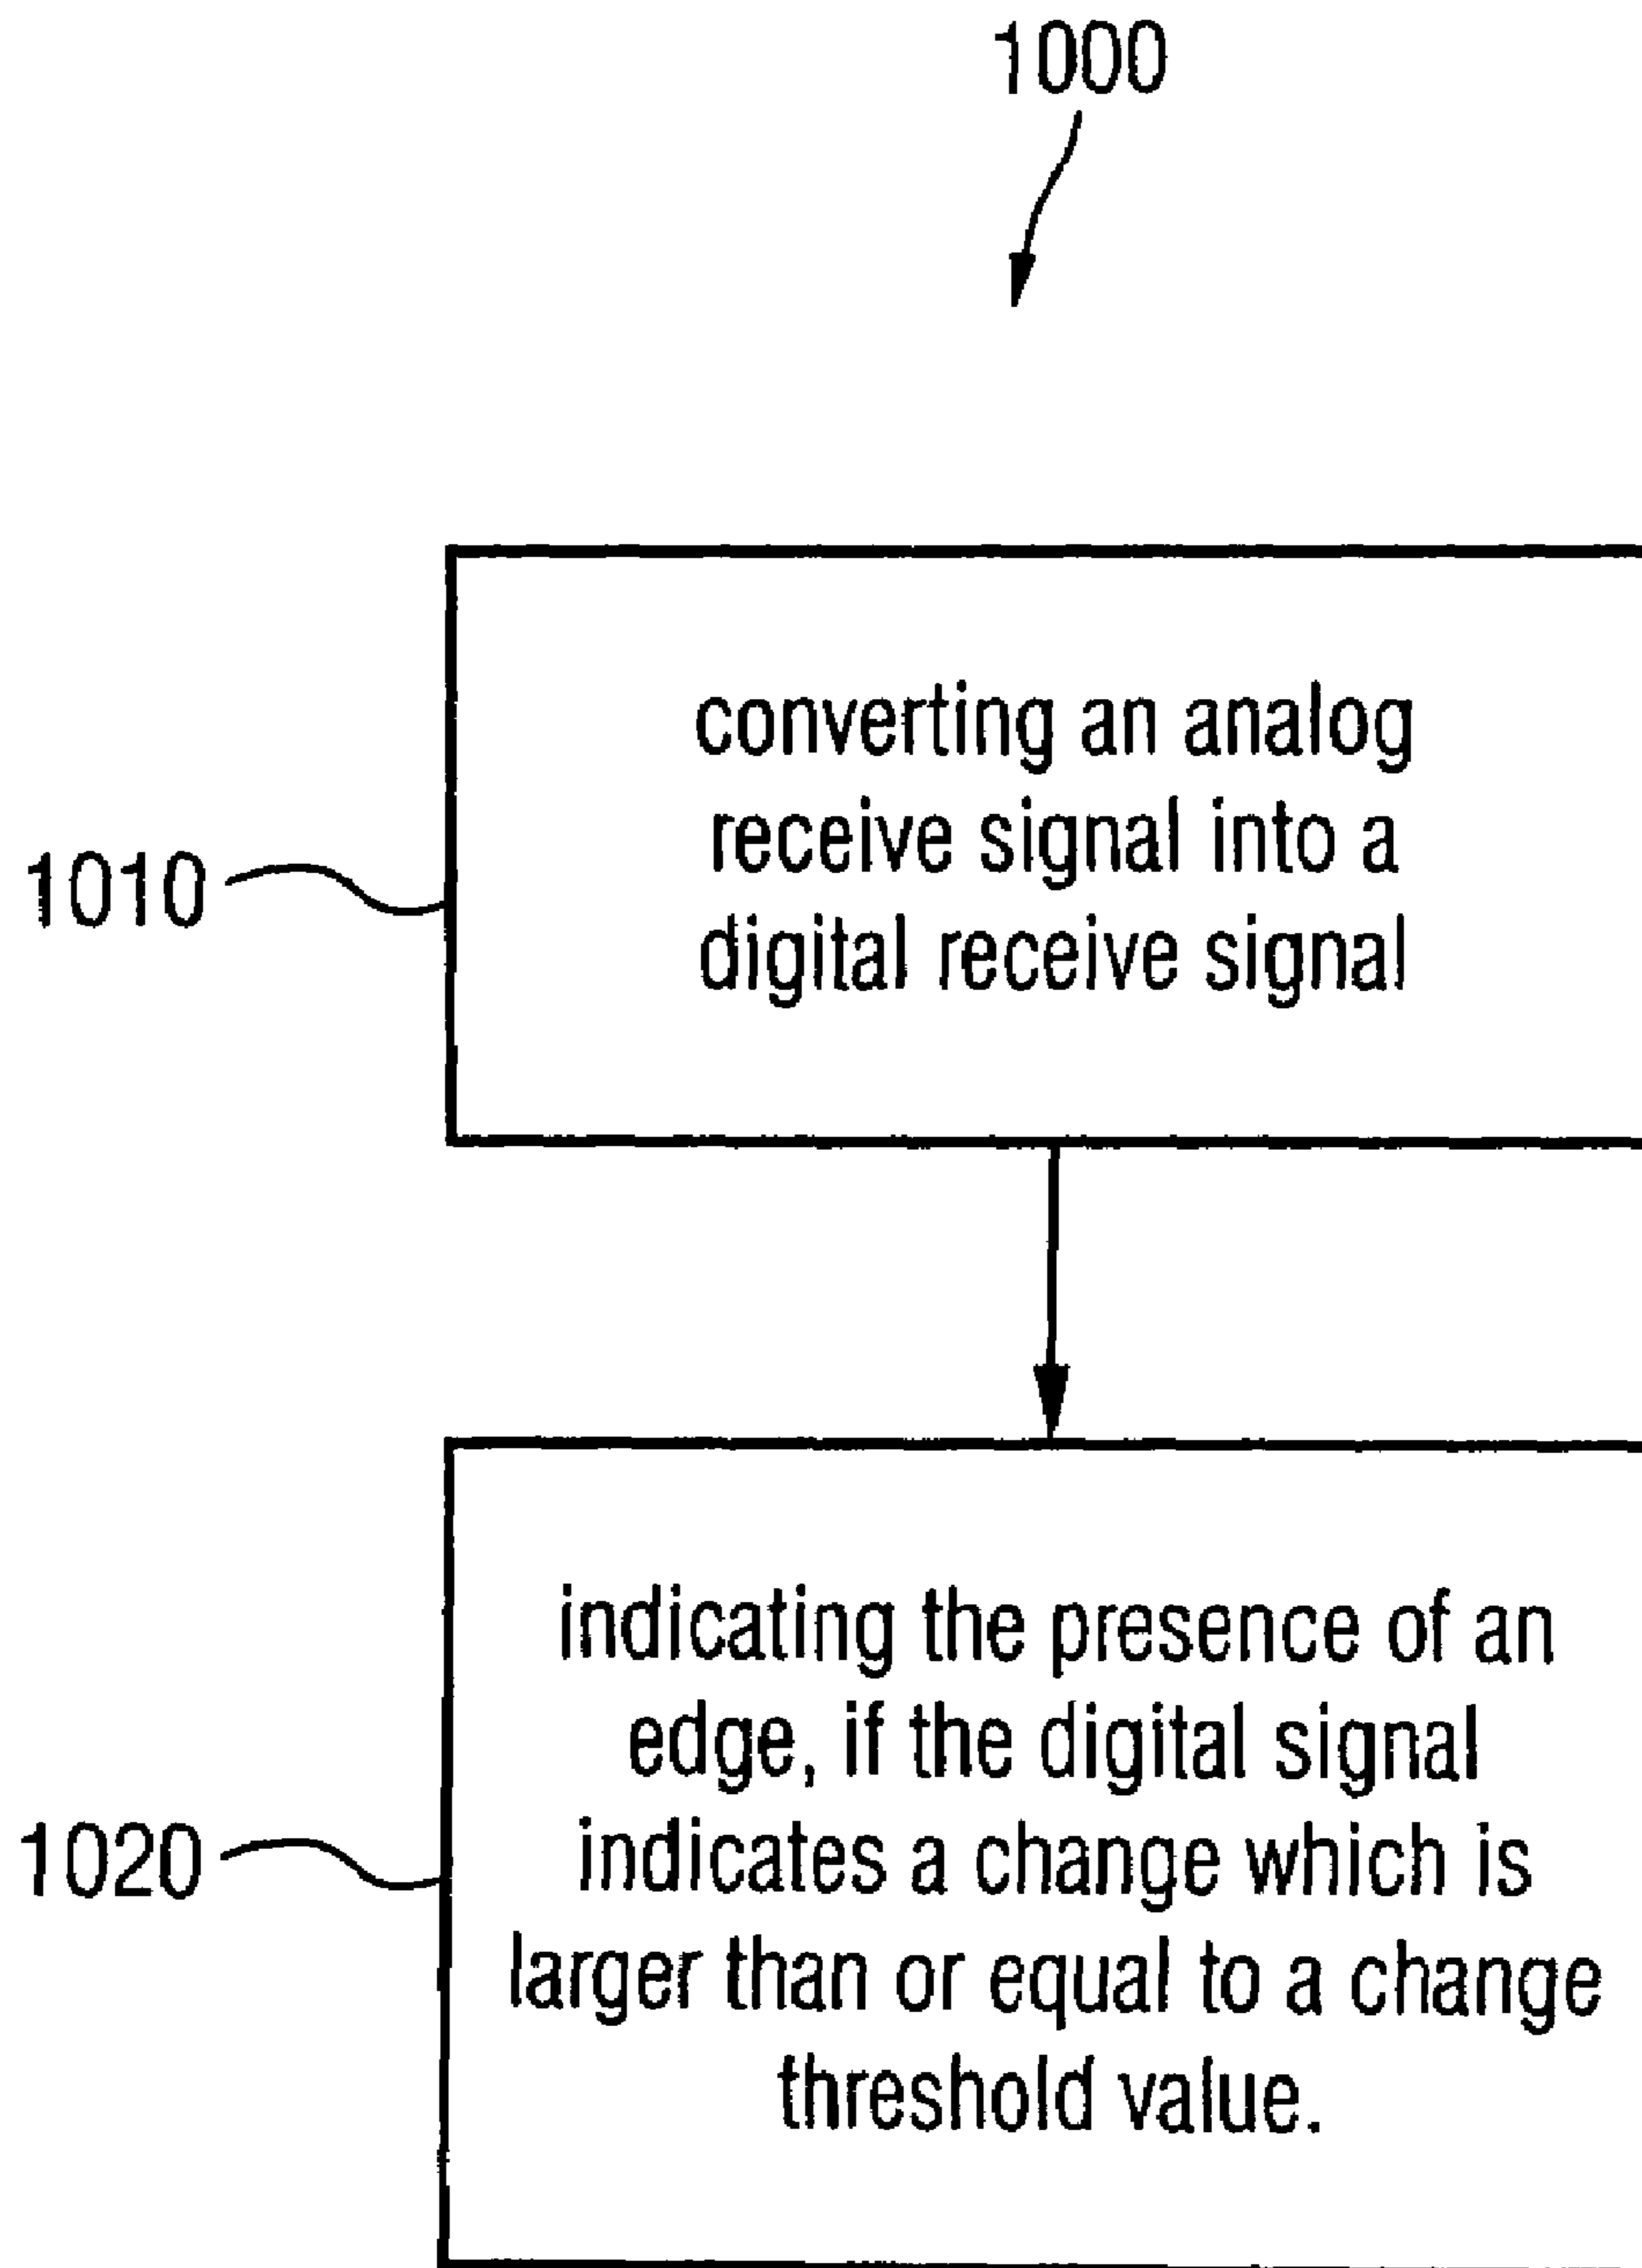 1000
converting an analog
receive signal into a
digital receive signal
1010
indicating the presence of an
edge, if the digital signal
indicates a change which is
larger than or equal to a change
threshold value.
1020